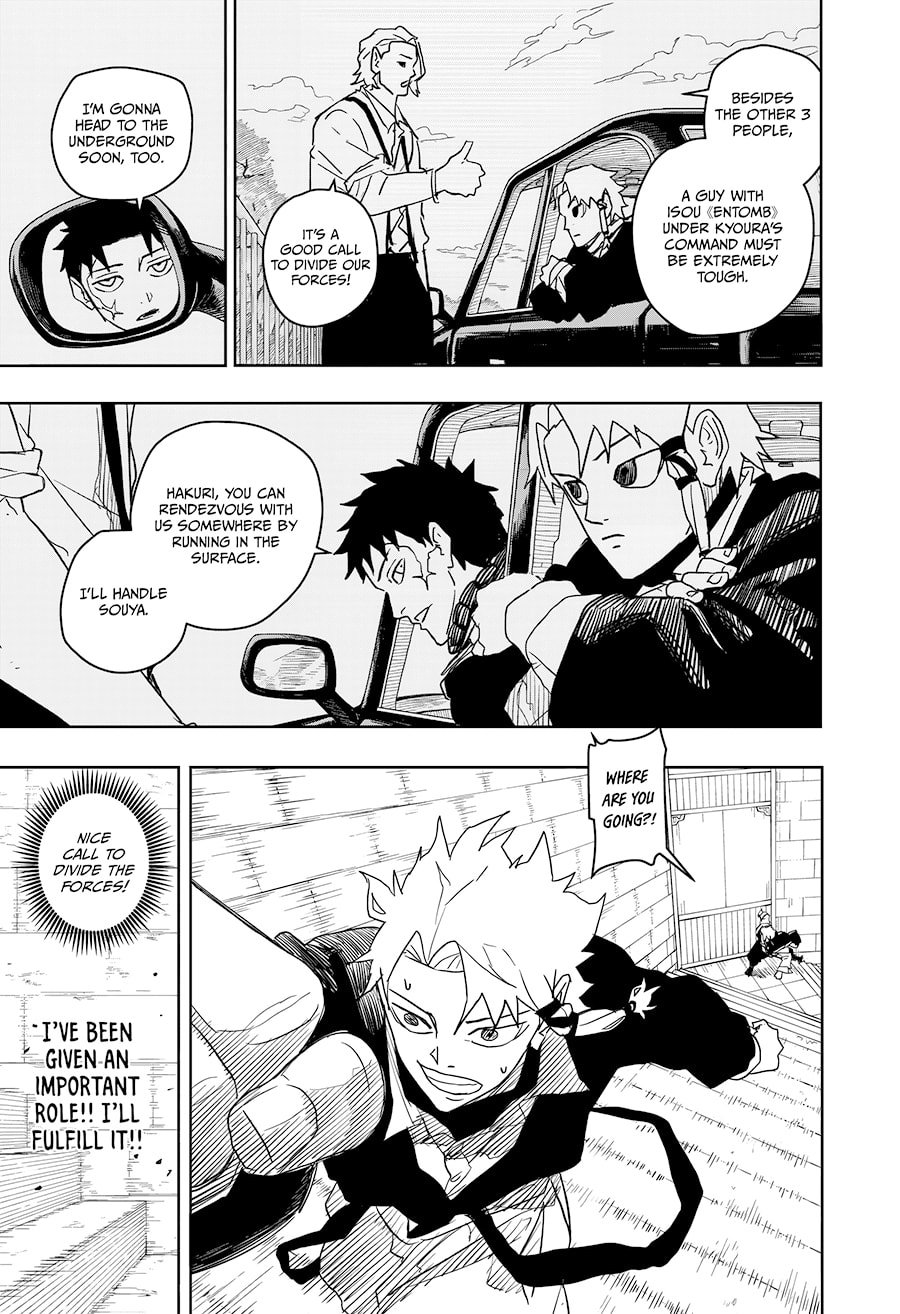 BESIDES
THE OTHER 3
PEOPLE,
A GUY WITH
ISOU 《ENTOMB》
UNDER KYOURA'S
COMMAND MUST
BE EXTREMELY
TOUGH.
IT'S A
GOOD CALL
TO DIVIDE OUR
FORCES!
I'M GONNA
HEAD TO THE
UNDERGROUND
SOON, TOO.
HAKURI, YOU CAN
RENDEZVOUS WITH
US SOMEWHERE BY
RUNNING IN THE
SURFACE.
I'LL HANDLE
SOUYA.
WHERE
ARE YOU
GOING?!
NICE
CALL TO
DIVIDE THE
FORCES!
I'VE BEEN
GIVEN AN
IMPORTANT
ROLE!! I'LL
FULFILL IT!!